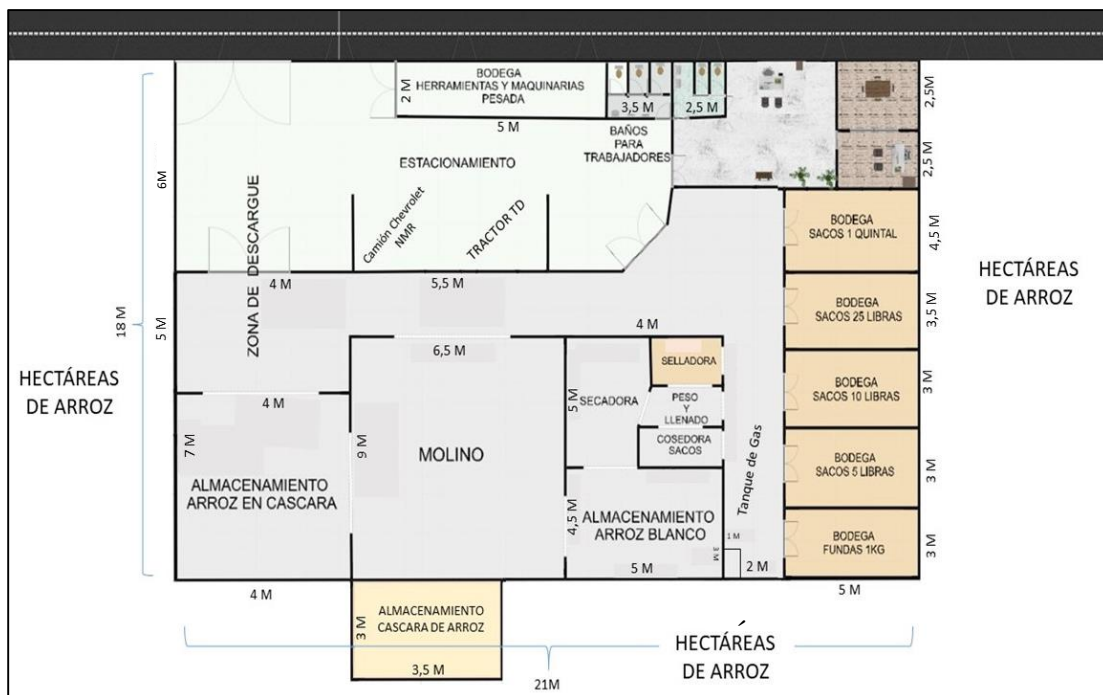 BODEGA
HERRAMIENTAS Y MAQUINARIAS
PESADA
2 M
5 M
3,5 M
2,5 M
BAÑOS
PARA
TRABAJADORES
2,5M
2,5 M
ESTACIONAMIENTO
6M
ZONA DE DESCARGUE
Camión Chevrolet
NMR
TRACTOR TD
BODEGA
SACOS 1 QUINTAL
4,5 M
HECTÁREAS
DE ARROZ
4 M
5,5 M
BODEGA
SACOS 25 LIBRAS
3,5 M
18 M
5 M
4 M
6,5 M
SELLADORA
HECTÁREAS
DE ARROZ
4 M
5 M
SECADORA
PESO
Y
LLENADO
BODEGA
SACOS 10 LIBRAS
3 M
7 M
9 M
MOLINO
COSEDORA
SACOS
Tanque de Gas
BODEGA
SACOS 5 LIBRAS
3 M
ALMACENAMIENTO
ARROZ EN CASCARA
4,5 M
ALMACENAMIENTO
ARROZ BLANCO
1 M
3 M
BODEGA
FUNDAS 1KG
3 M
5 M
2 M
4 M
5 M
ALMACENAMIENTO
CASCARA DE ARROZ
3 M
3,5 M
HECTÁREAS
DE ARROZ
21M